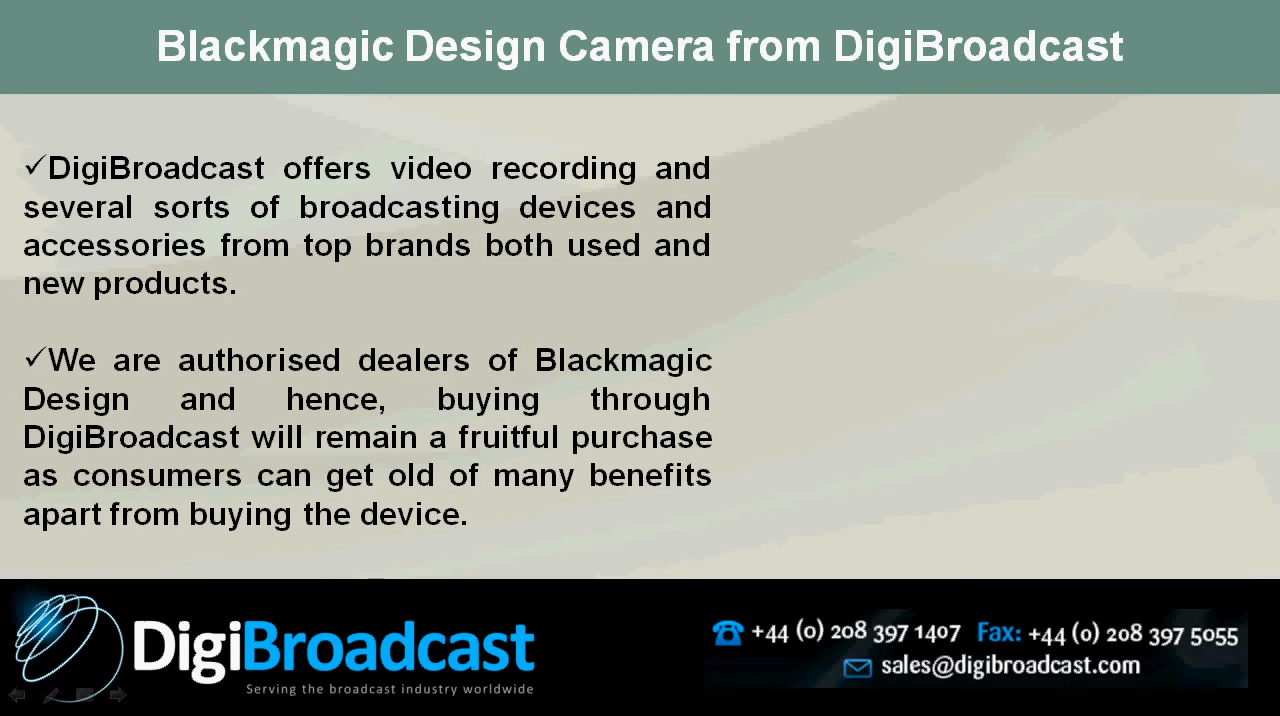 Blackmagic Design Camera from DigiBroadcast
✓DigiBroadcast offers video recording and
several sorts of broadcasting devices and
accessories from top brands both used and
new products.
✓We are authorised dealers of Blackmagic
Design and hence, buying through
DigiBroadcast will remain a fruitful purchase
as consumers can get old of many benefits
apart from buying the device.
DigiBroadcast
Serving the broadcast industry worldwide
+44 (0) 208 397 1407 Fax: +44 (0) 208 397 5055
sales@digibroadcast.com